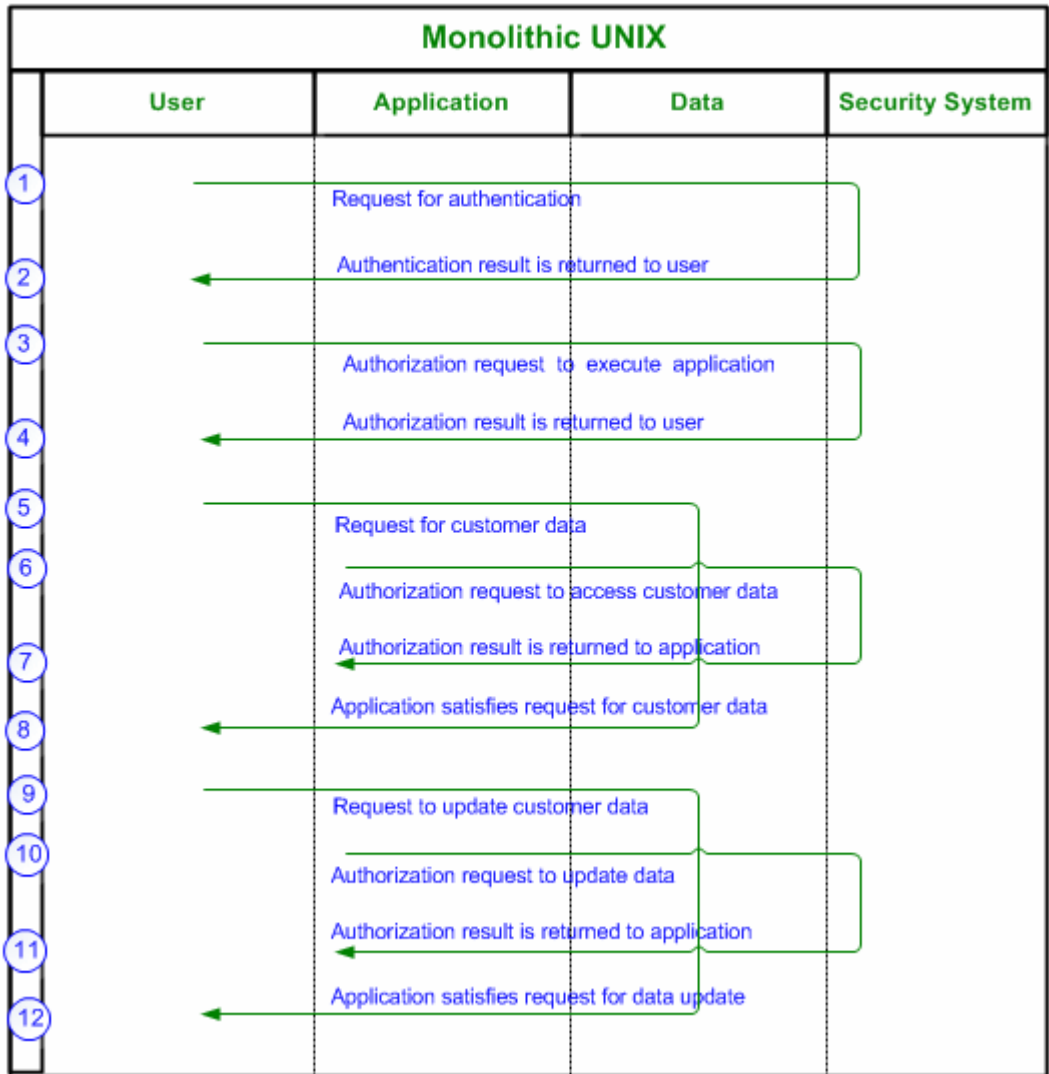 Monolithic UNIX
User
Application
Data
Security System
1
Request for authentication
Authentication result is returned to user
2
3
Authorization request to execute application
Authorization result is returned to user
4
5
Request for customer data
6
Authorization request to access customer data
Authorization result is returned to application
7
Application satisfies request for customer data
8
9
Request to update customer data
10
Authorization request to update data
Authorization result is returned to application
11
Application satisfies request for data update
12